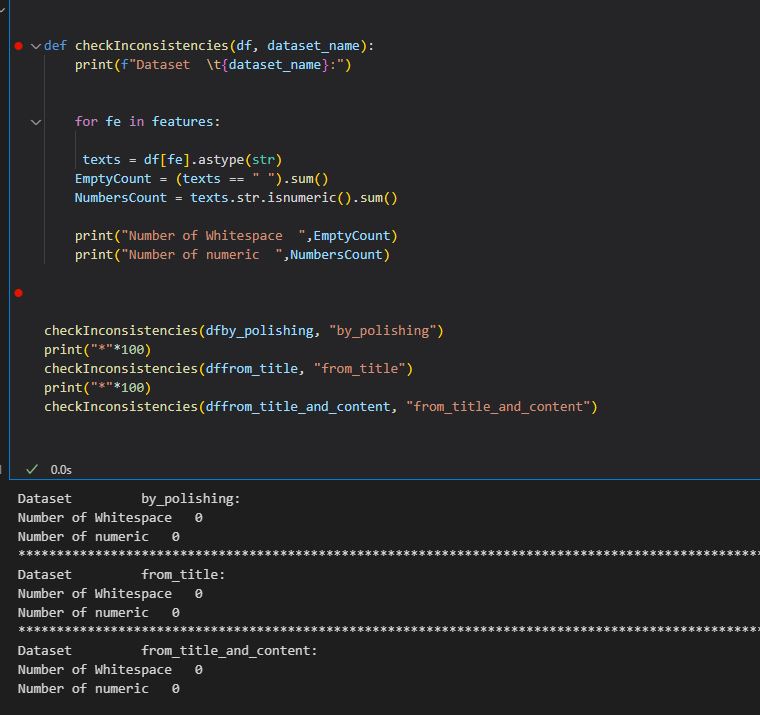 def checkInconsistencies(df, dataset_name):
print(f"Dataset  \t{dataset_name}:")
for fe in features:
texts = df[fe].astype(str)
EmptyCount = (texts == " ").sum()
NumbersCount = texts.str.isnumeric().sum()
print("Number of Whitespace  ",EmptyCount)
print("Number of numeric  ",NumbersCount)
checkInconsistencies(dfby_polishing, "by_polishing")
print("*"*100)
checkInconsistencies(dffrom_title, "from_title")
print("*"*100)
checkInconsistencies(dffrom_title_and_content, "from_title_and_content")
0.0s
Dataset         by_polishing:
Number of Whitespace   0
Number of numeric   0
************************************************************************************************
Dataset         from_title:
Number of Whitespace   0
Number of numeric   0
************************************************************************************************
Dataset         from_title_and_content:
Number of Whitespace   0
Number of numeric   0